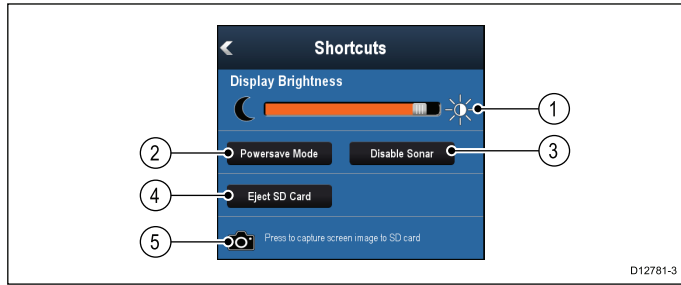 Shortcuts
Display Brightness
1
2 Powersave Mode Disable Sonar 3
4 Eject SD Card
5 Press to capture screen image to SD card
D12781-3